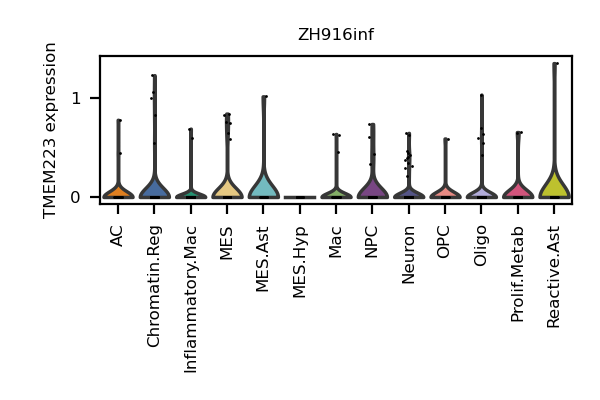 ZH916inf
TMEM223 expression
1
0
AC
Chromatin.Reg
Inflammatory.Mac
MES
MES.Ast
MES.Hyp
Mac
NPC
Neuron
OPC
Oligo
Prolif.Metab
Reactive.Ast